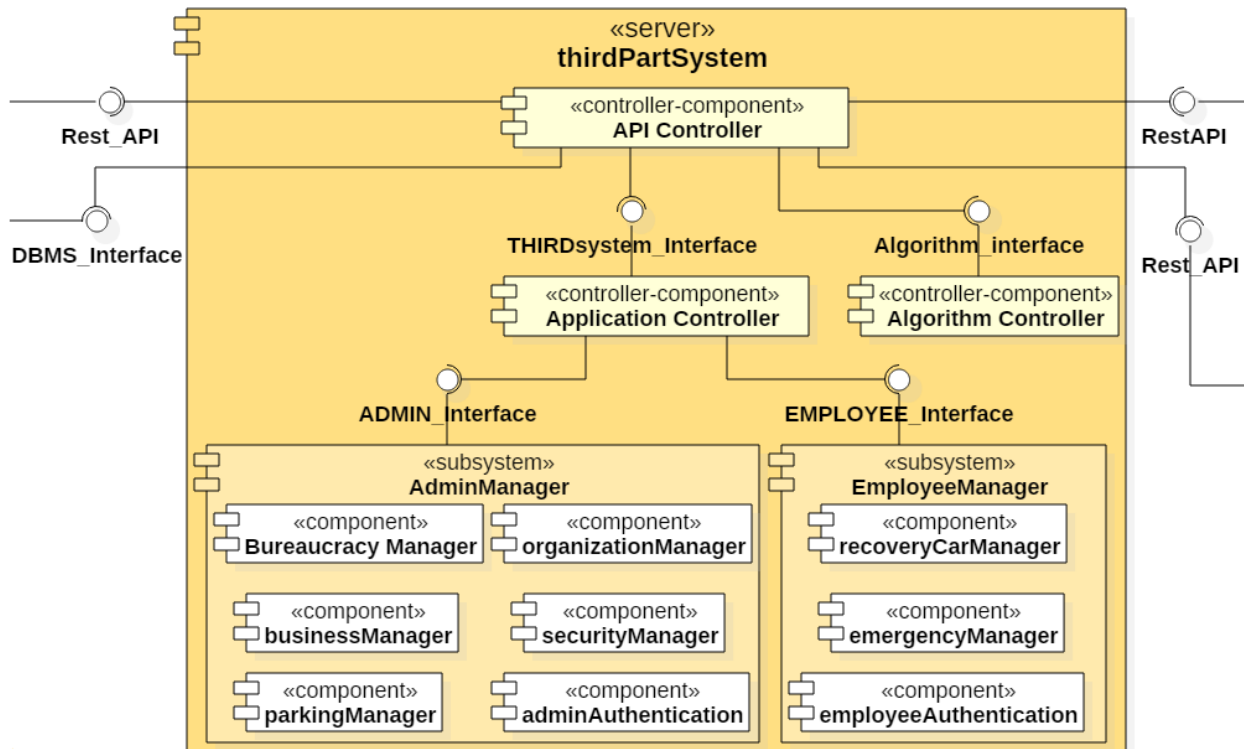 «server»
thirdPartSystem
«controller-component»
API Controller
Rest_API
RestAPI
DBMS_Interface
THIRDsystem_Interface
Algorithm_interface
Rest_API
«controller-component»
Application Controller
«controller-component»
Algorithm Controller
ADMIN_Interface
EMPLOYEE_Interface
«subsystem»
AdminManager
«component»
Bureaucracy Manager
«component»
organizationManager
«component»
businessManager
«component»
securityManager
«component»
parkingManager
«component»
adminAuthentication
«subsystem»
EmployeeManager
«component»
recoveryCarManager
«component»
emergencyManager
«component»
employeeAuthentication